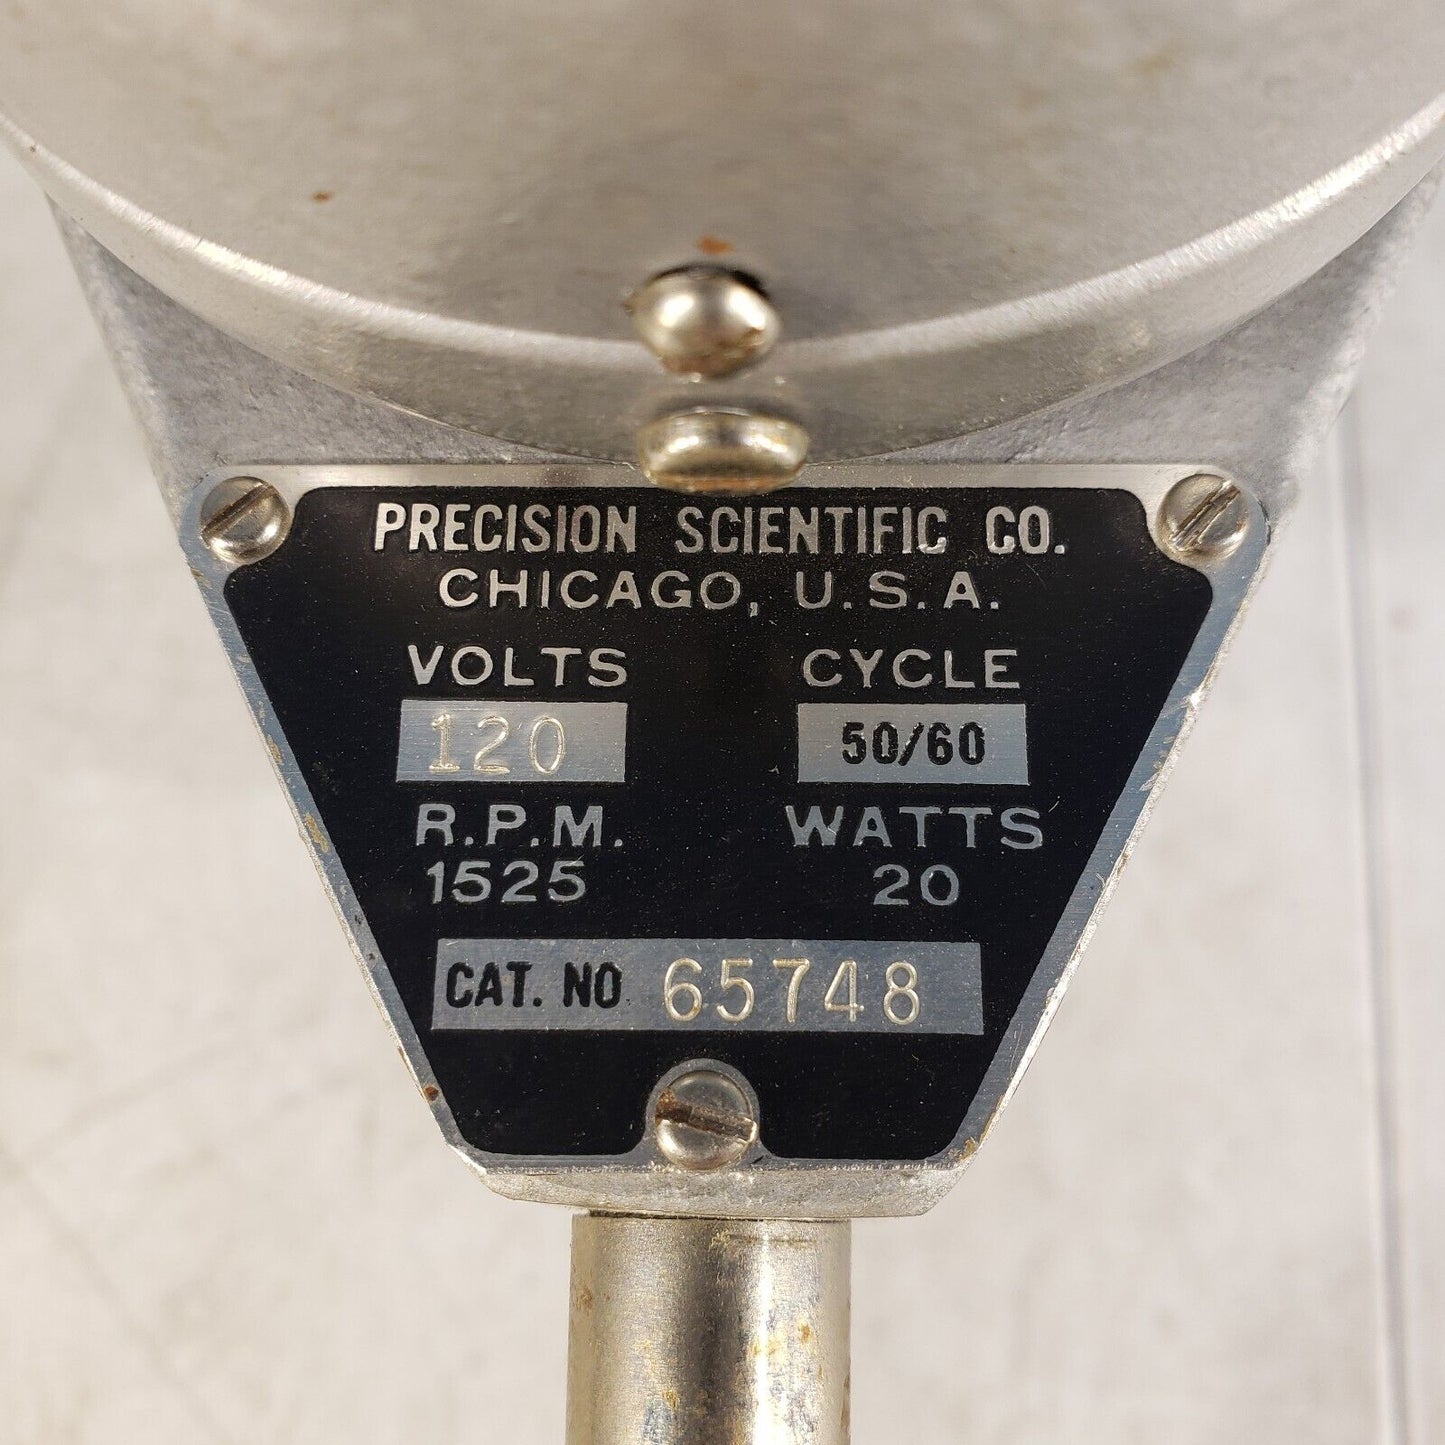 PRECISION SCIENTIFIC CO.
CHICAGO, U.S.A.
VOLTS CYCLE
120 50/60
R.P.M. WATTS
1525 20
CAT. NO 65748